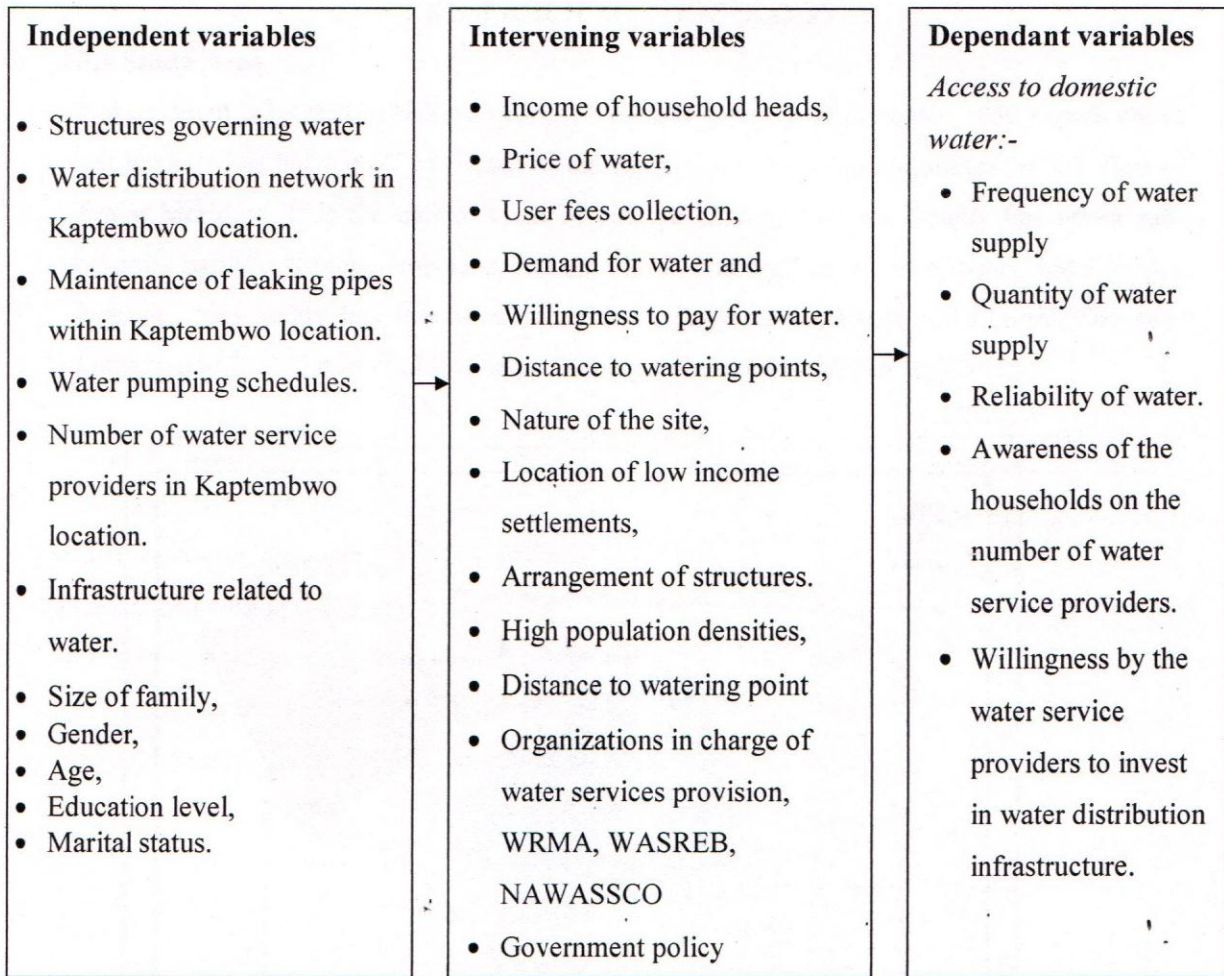 Independent variables
• Structures governing water
• Water distribution network in
Kaptembwo location.
• Maintenance of leaking pipes
within Kaptembwo location.
• Water pumping schedules.
• Number of water service
providers in Kaptembwo
location.
• Infrastructure related to
water.
• Size of family,
• Gender,
• Age,
• Education level,
• Marital status.
Intervening variables
• Income of household heads,
• Price of water,
• User fees collection,
• Demand for water and
• Willingness to pay for water.
• Distance to watering points,
• Nature of the site,
• Location of low income
settlements,
• Arrangement of structures.
• High population densities,
• Distance to watering point
• Organizations in charge of
water services provision,
WRMA, WASREB,
NAWASSCO
• Government policy
Dependant variables
Access to domestic
water:-
• Frequency of water
supply
• Quantity of water
supply
• Reliability of water.
• Awareness of the
households on the
number of water
service providers.
• Willingness by the
water service
providers to invest
in water distribution
infrastructure.